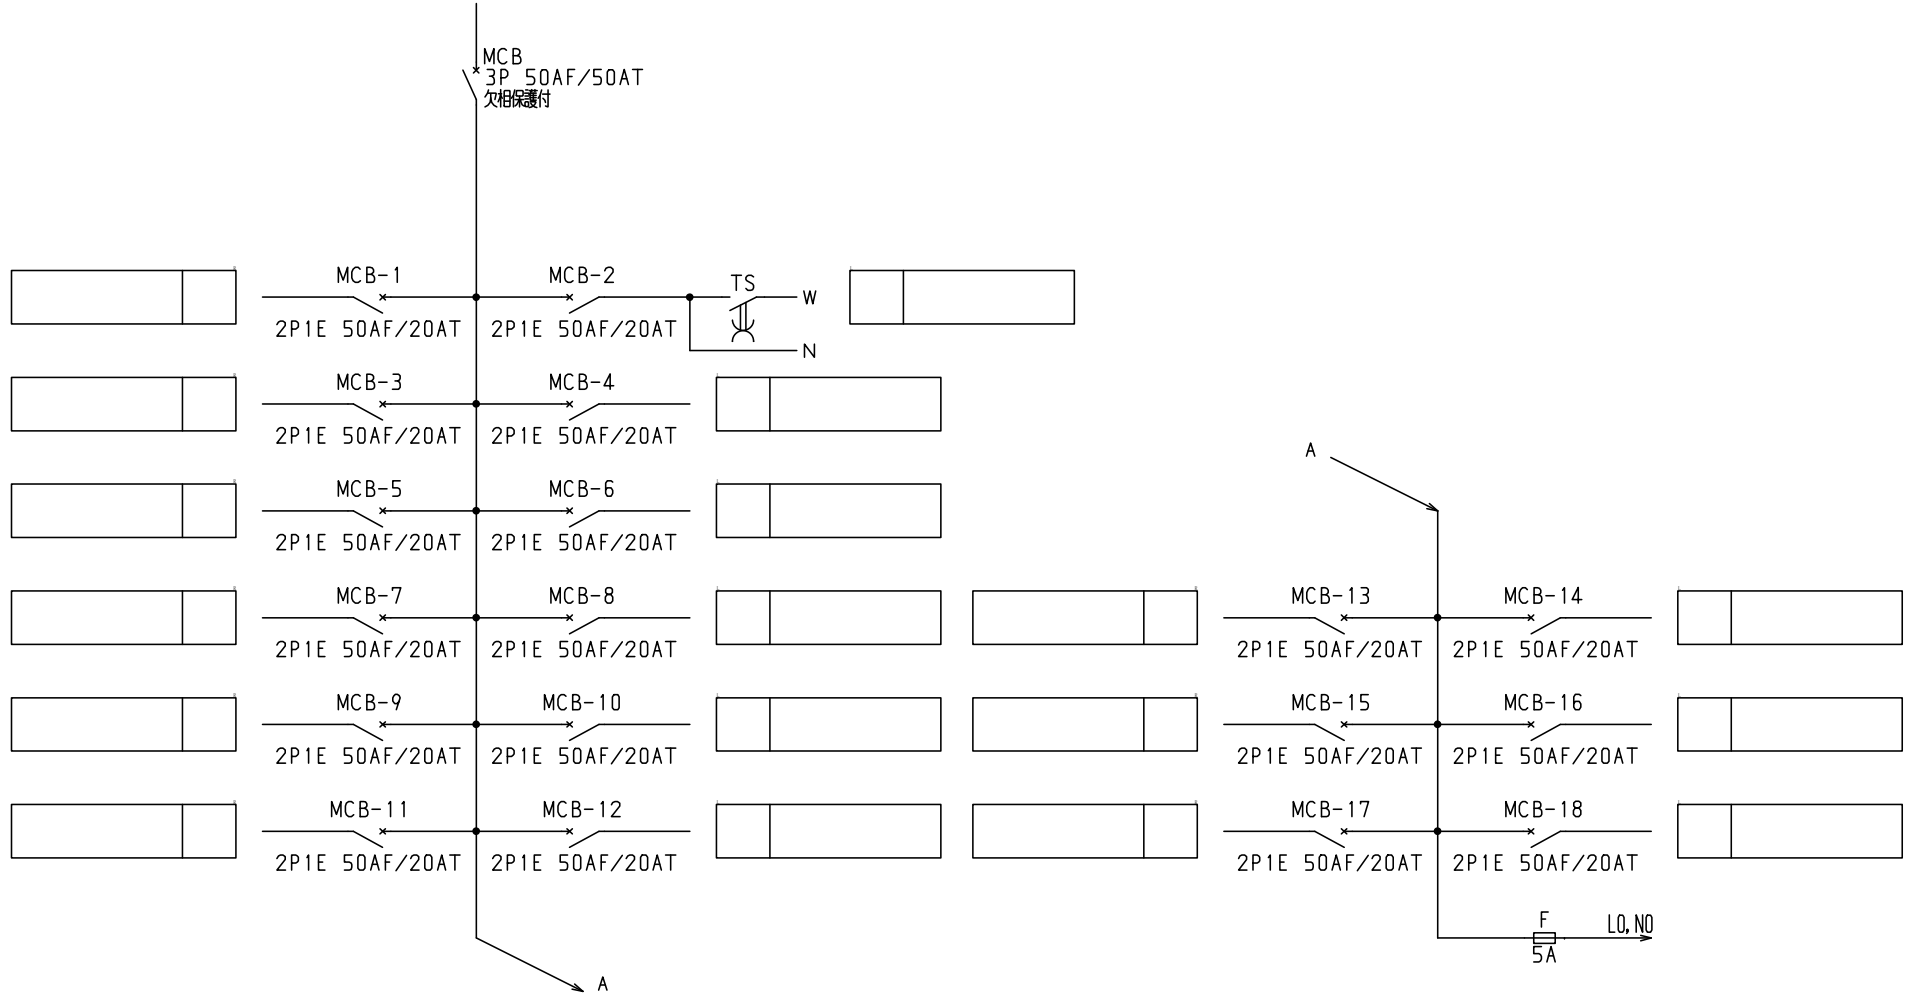 MCB
3P 50AF/50AT
欠相保護付
MCB-1 MCB-2 TS W
2P1E 50AF/20AT 2P1E 50AF/20AT
N
MCB-3 MCB-4
2P1E 50AF/20AT 2P1E 50AF/20AT
A
MCB-5 MCB-6
2P1E 50AF/20AT 2P1E 50AF/20AT
MCB-7 MCB-8 MCB-13 MCB-14
2P1E 50AF/20AT 2P1E 50AF/20AT 2P1E 50AF/20AT 2P1E 50AF/20AT
MCB-9 MCB-10 MCB-15 MCB-16
2P1E 50AF/20AT 2P1E 50AF/20AT 2P1E 50AF/20AT 2P1E 50AF/20AT
MCB-11 MCB-12 MCB-17 MCB-18
2P1E 50AF/20AT 2P1E 50AF/20AT 2P1E 50AF/20AT 2P1E 50AF/20AT
F L0,N0
5A
A